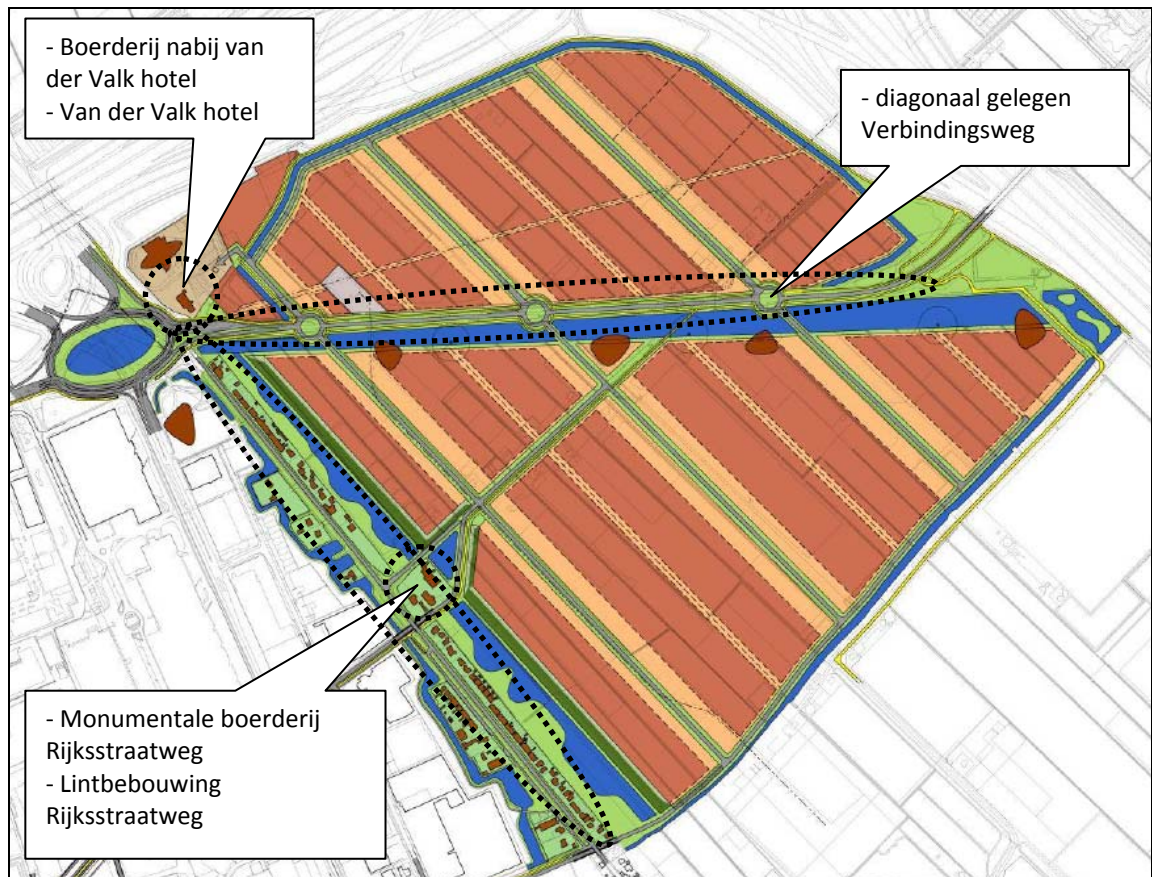 - Boerderij nabij van
der Valk hotel
- Van der Valk hotel
- diagonaal gelegen
Verbindingsweg
- Monumentale boerderij
Rijksstraatweg
- Lintbebouwing
Rijksstraatweg